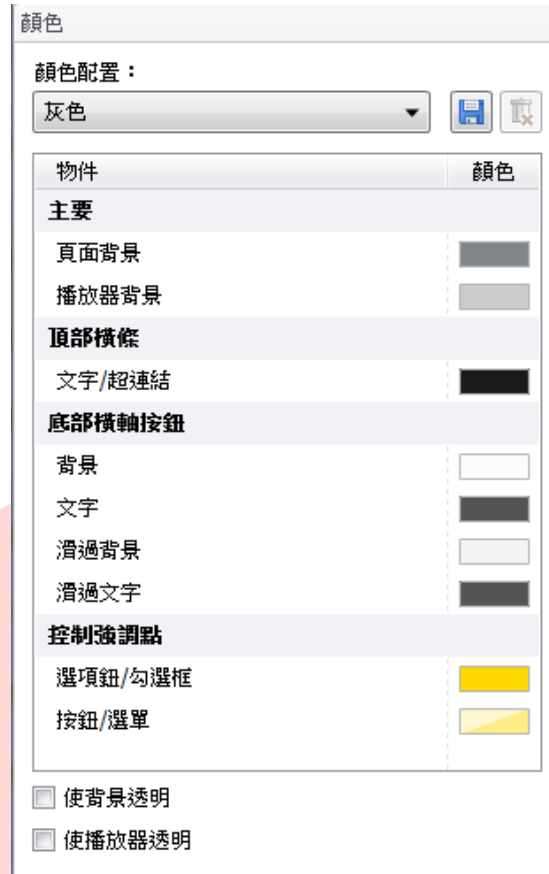 顏色
顏色配置：
灰色
物件 顏色
主要
頁面背景
播放器背景
頂部橫條
文字/超連結
底部橫軸按鈕
背景
文字
滑過背景
滑過文字
控制強調點
選項鈕/勾選框
按鈕/選單
使背景透明
使播放器透明